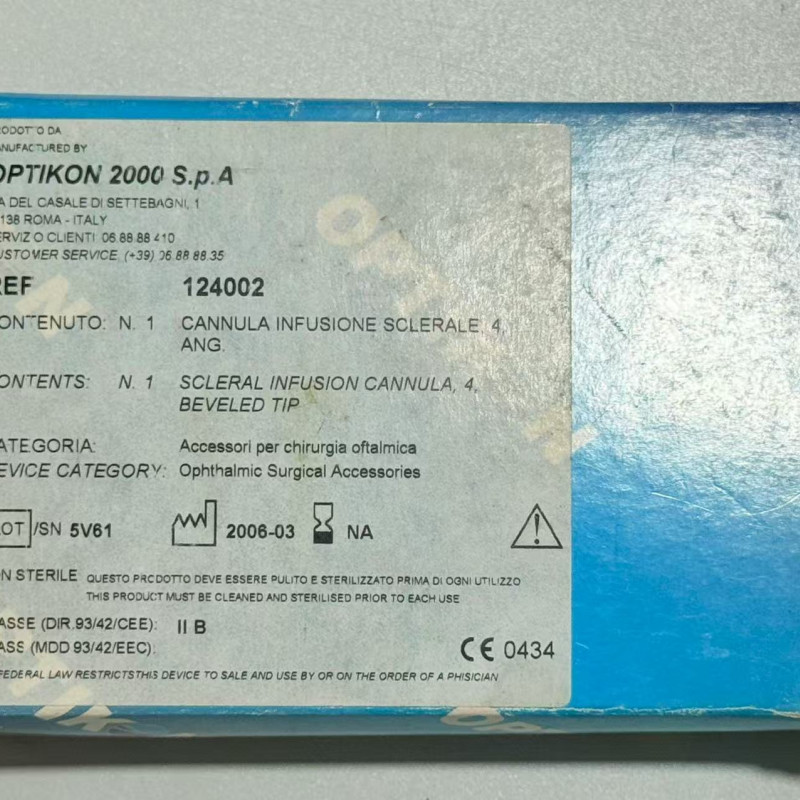 RODOTTO DA
ANUFACTURED BY
OPTIKON 2000 S.p.A
A DEL CASALE DI SETTEBAGNI, 1
138 ROMA - ITALY
ERVIZIO CLIENTI 06 88 88 410
USTOMER SERVICE (+39) 06 88 88 35
REF 124002
ONTENUTO: N. 1 CANNULA INFUSIONE SCLERALE, 4,
ANG.
ONTENTS: N. 1 SCLERAL INFUSION CANNULA, 4,
BEVELED TIP
ATEGORIA: Accessori per chirurgia oftalmica
EVICE CATEGORY: Ophthalmic Surgical Accessories
LOT/SN 5V61 2006-03 NA
ON STERILE QUESTO PRODOTTO DEVE ESSERE PULITO E STERILIZZATO PRIMA DI OGNI UTILIZZO
THIS PRODUCT MUST BE CLEANED AND STERILISED PRIOR TO EACH USE
ASSE (DIR.93/42/CEE): II B
ASS (MDD 93/42/EEC):
CE 0434
FEDERAL LAW RESTRICTSTHIS DEVICE TO SALE AND USE BY OR ON THE ORDER OF A PHISICIAN